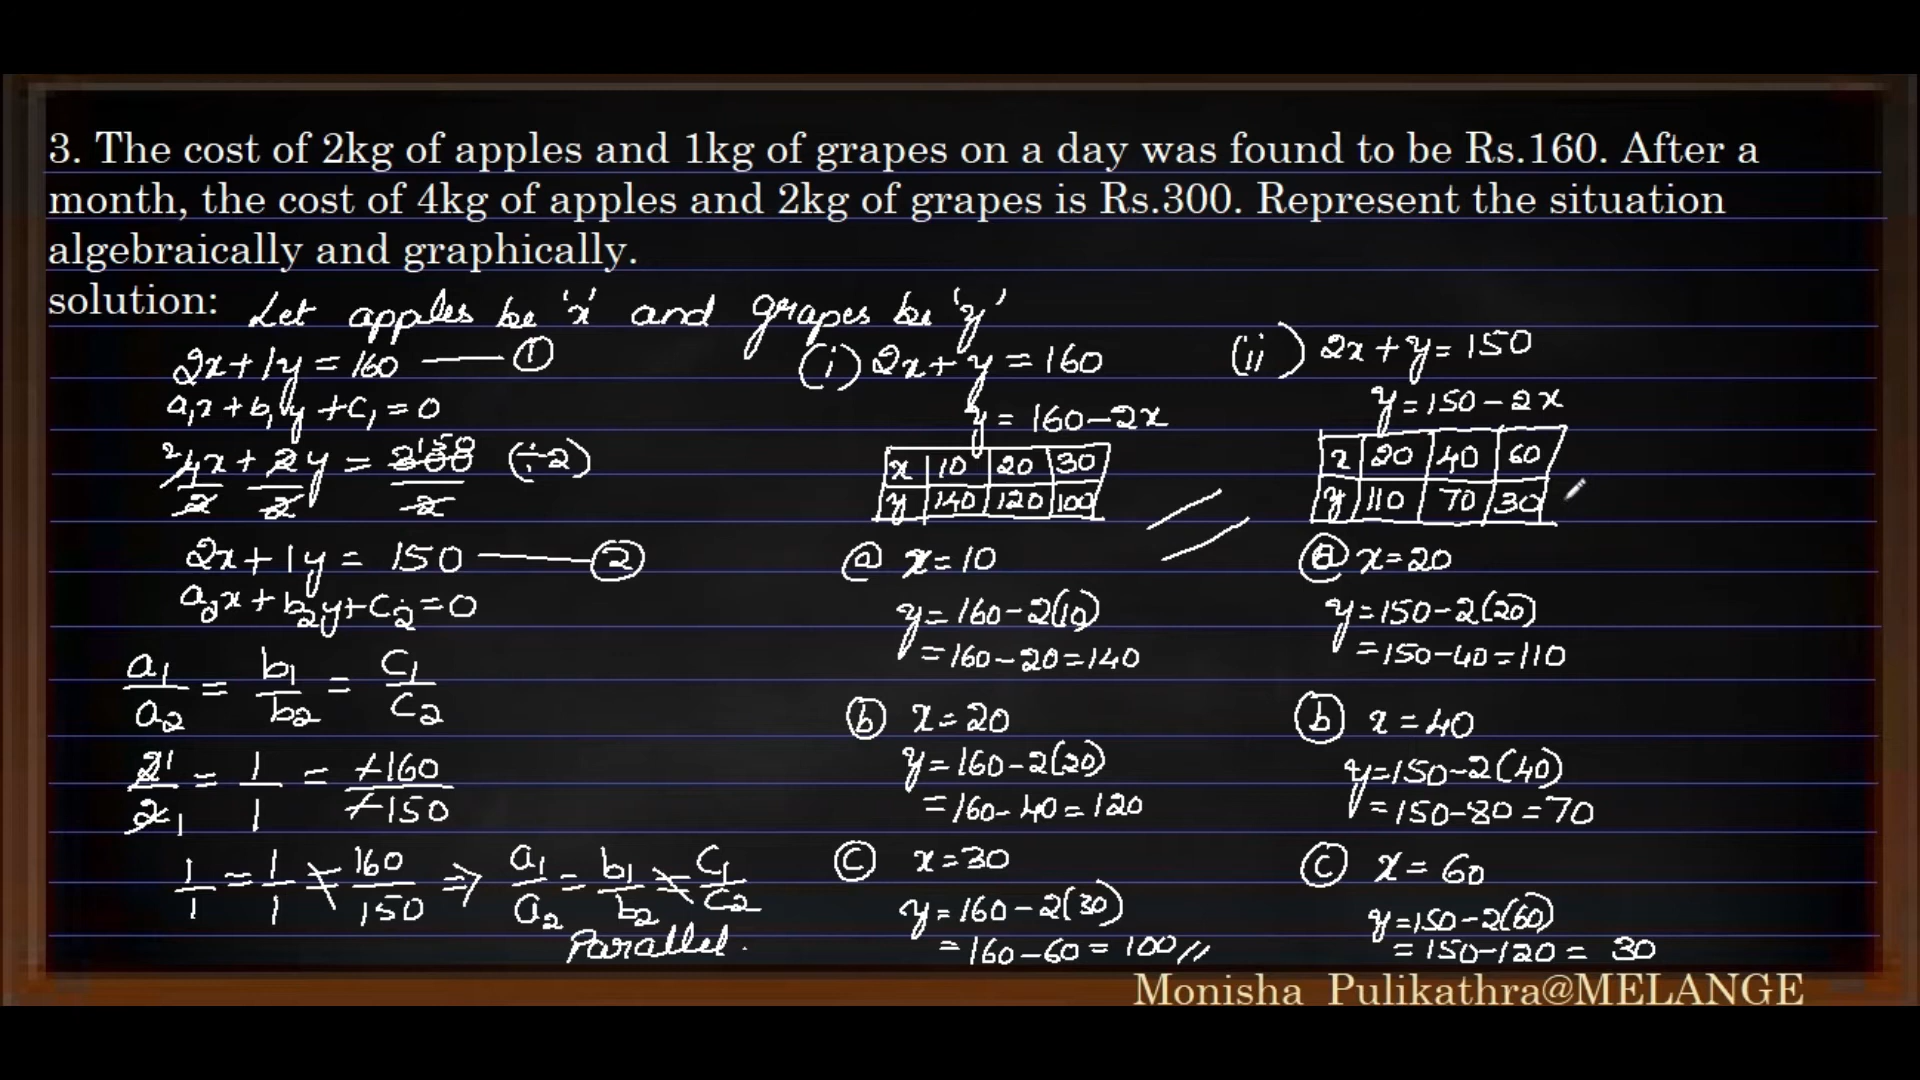 3. The cost of 2kg of apples and 1kg of grapes on a day was found to be Rs.160. After a
month, the cost of 4kg of apples and 2kg of grapes is Rs.300. Represent the situation
algebraically and graphically.
solution: Let apples be 'x' and grapes be 'y'
2x + 1y = 160 —— ①
a₁x + b₁y + c₁ = 0
4x/2 + 2y/2 = 300/2 (÷2)
2x + 1y = 150 —— ②
a₂x + b₂y + c₂ = 0
a₁/a₂ = b₁/b₂ = c₁/c₂
2/2 = 1/1 = -160/-150
1/1 = 1/1 ≠ 160/150 ⇒ a₁/a₂ = b₁/b₂ ≠ c₁/c₂
Parallel.
(i) 2x + y = 160
y = 160 - 2x
x | 10 | 20 | 30
y | 140 | 120 | 100
ⓐ x = 10
y = 160 - 2(10)
= 160 - 20 = 140
ⓑ x = 20
y = 160 - 2(20)
= 160 - 40 = 120
ⓒ x = 30
y = 160 - 2(30)
= 160 - 60 = 100 //
(ii) 2x + y = 150
y = 150 - 2x
x | 20 | 40 | 60
y | 110 | 70 | 30
ⓐ x = 20
y = 150 - 2(20)
= 150 - 40 = 110
ⓑ x = 40
y = 150 - 2(40)
= 150 - 80 = 70
ⓒ x = 60
y = 150 - 2(60)
= 150 - 120 = 30
Monisha Pulikathra@MELANGE